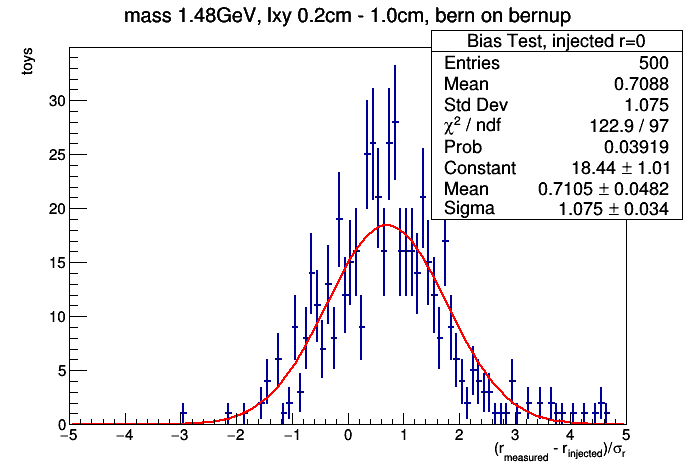 mass 1.48GeV, lxy 0.2cm - 1.0cm, bern on bernup
toys
Bias Test, injected r=0
Entries 500
Mean 0.7088
Std Dev 1.075
χ² / ndf 122.9 / 97
Prob 0.03919
Constant 18.44 ± 1.01
Mean 0.7105 ± 0.0482
Sigma 1.075 ± 0.034
30
25
20
15
10
5
0
−5 −4 −3 −2 −1 0 1 2 3 4 5
(r_measured - r_injected)/σ_r